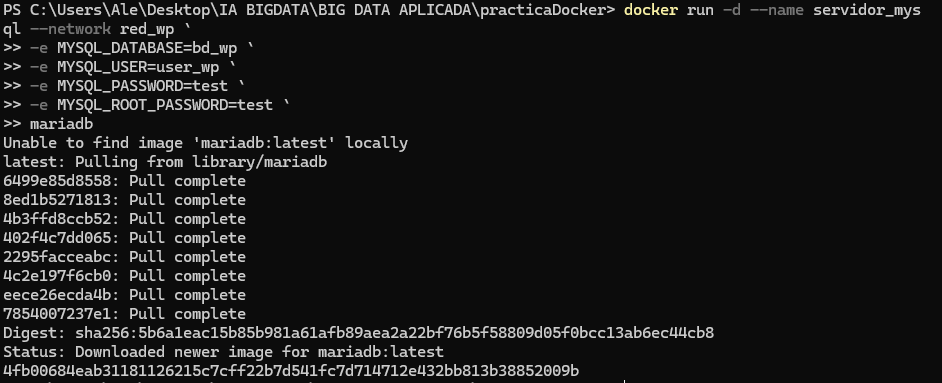 PS C:\Users\Ale\Desktop\IA BIGDATA\BIG DATA APLICADA\practicaDocker> docker run -d --name servidor_mys
ql --network red_wp `
>> -e MYSQL_DATABASE=bd_wp `
>> -e MYSQL_USER=user_wp `
>> -e MYSQL_PASSWORD=test `
>> -e MYSQL_ROOT_PASSWORD=test `
>> mariadb
Unable to find image 'mariadb:latest' locally
latest: Pulling from library/mariadb
6499e85d8558: Pull complete
8ed1b5271813: Pull complete
4b3ffd8ccb52: Pull complete
402f4c7dd065: Pull complete
2295facceabc: Pull complete
4c2e197f6cb0: Pull complete
eece26ecda4b: Pull complete
7854007237e1: Pull complete
Digest: sha256:5b6a1eac15b85b981a61afb89aea2a22bf76b5f58809d05f0bcc13ab6ec44cb8
Status: Downloaded newer image for mariadb:latest
4fb00684eab31181126215c7cff22b7d541fc7d714712e432bb813b38852009b